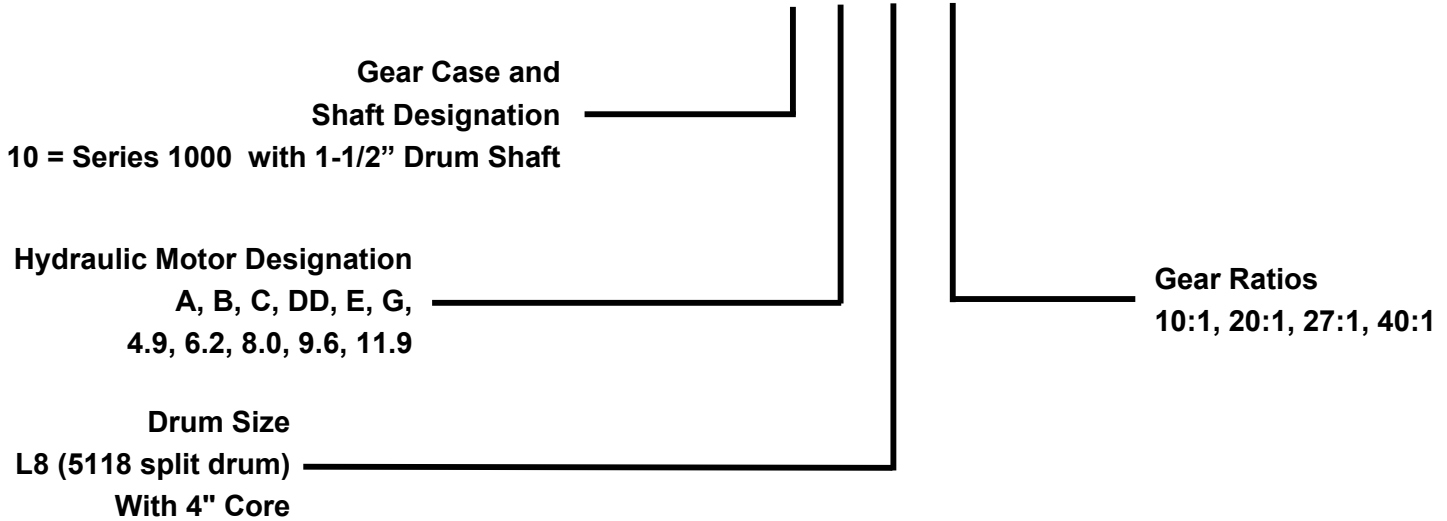 Gear Case and
Shaft Designation
10 = Series 1000 with 1-1/2” Drum Shaft
Hydraulic Motor Designation
A, B, C, DD, E, G,
4.9, 6.2, 8.0, 9.6, 11.9
Gear Ratios
10:1, 20:1, 27:1, 40:1
Drum Size
L8 (5118 split drum)
With 4" Core